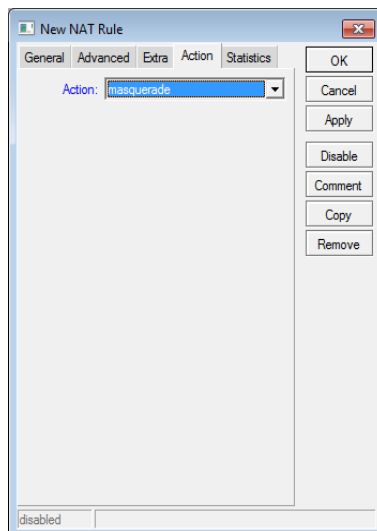 New NAT Rule
General Advanced Extra Action Statistics
OK
Action: masquerade
Cancel
Apply
Disable
Comment
Copy
Remove
disabled